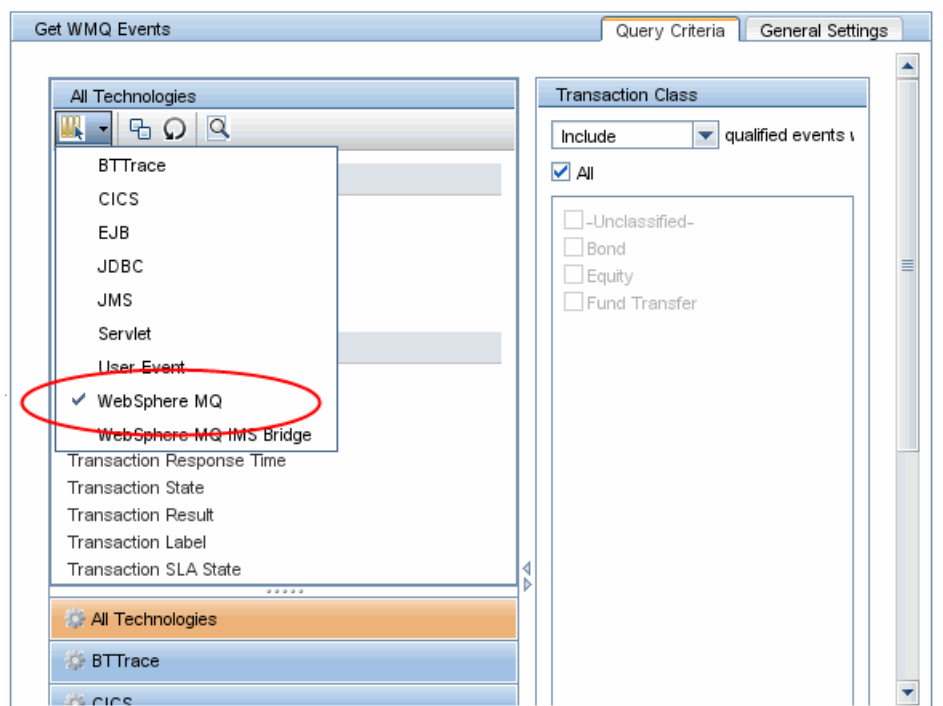 Get WMQ Events
Query Criteria
General Settings
All Technologies
BTTrace
CICS
EJB
JDBC
JMS
Servlet
User Event
WebSphere MQ
WebSphere MQ IMS Bridge
Transaction Response Time
Transaction State
Transaction Result
Transaction Label
Transaction SLA State
All Technologies
BTTrace
CICS
Transaction Class
Include qualified events
All
-Unclassified-
Bond
Equity
Fund Transfer